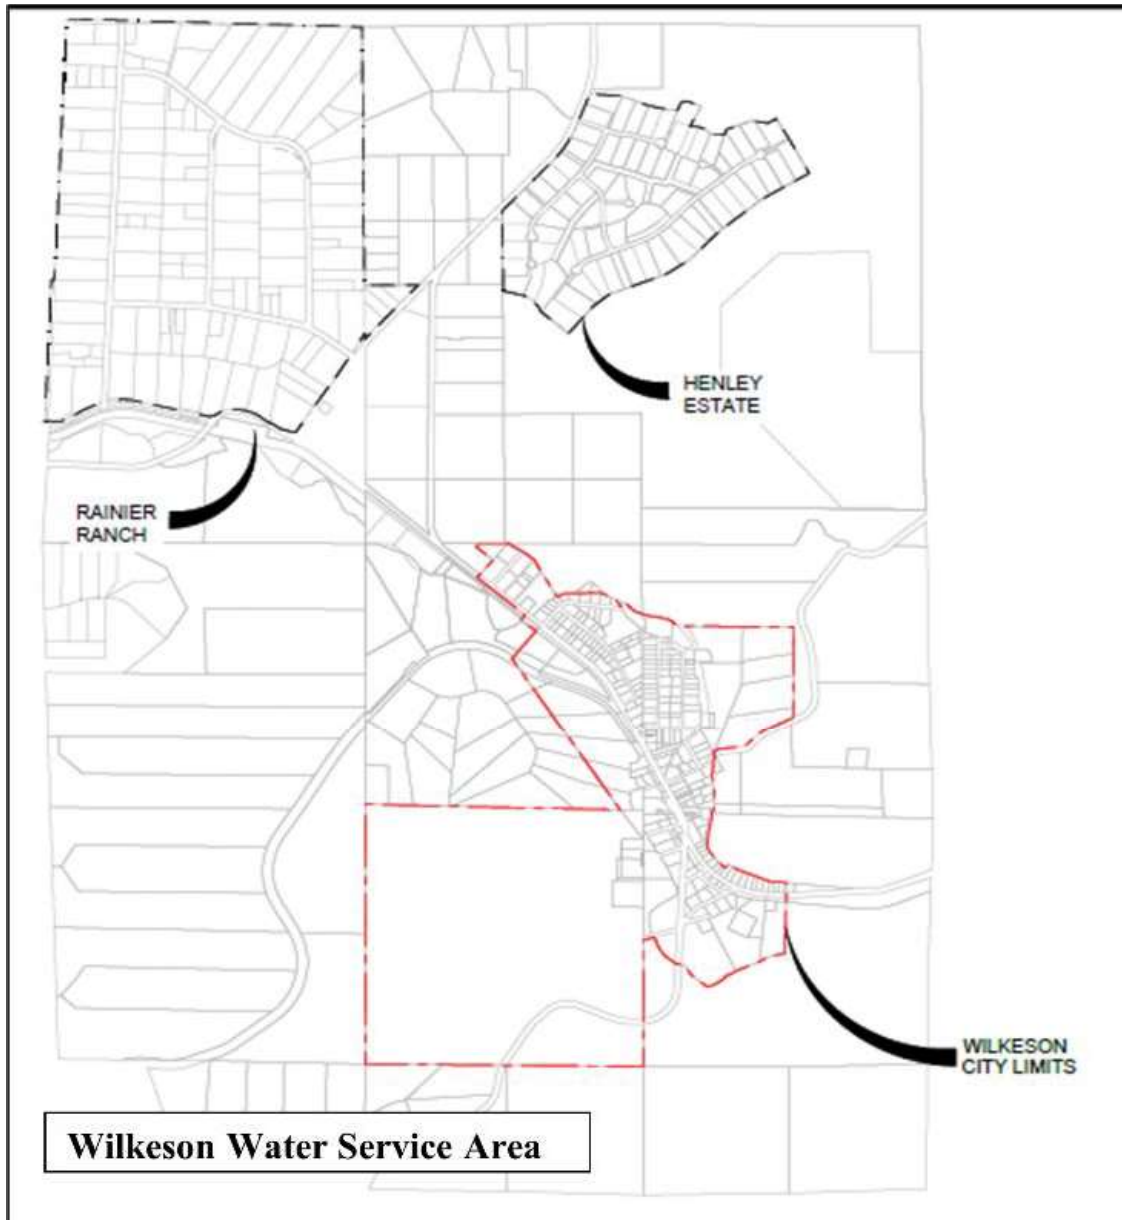 HENLEY
ESTATE
RAINIER
RANCH
WILKESON
CITY LIMITS
Wilkeson Water Service Area